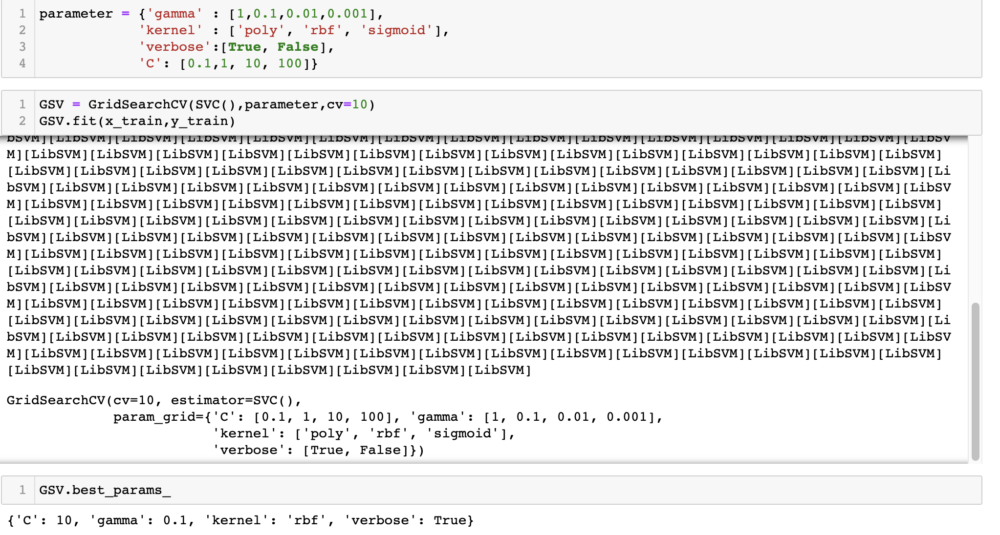 1 parameter = {'gamma' : [1,0.1,0.01,0.001],
2 'kernel' : ['poly', 'rbf', 'sigmoid'],
3 'verbose':[True, False],
4 'C': [0.1,1, 10, 100]}
1 GSV = GridSearchCV(SVC(),parameter,cv=10)
2 GSV.fit(x_train,y_train)
bSVM][LibSVM][LibSVM][LibSVM][LibSVM][LibSVM][LibSVM][LibSVM][LibSVM][LibSVM][LibSVM][LibSVM][LibSVM][LibSV
M][LibSVM][LibSVM][LibSVM][LibSVM][LibSVM][LibSVM][LibSVM][LibSVM][LibSVM][LibSVM][LibSVM][LibSVM][LibSVM][LibSVM]
[LibSVM][LibSVM][LibSVM][LibSVM][LibSVM][LibSVM][LibSVM][LibSVM][LibSVM][LibSVM][LibSVM][LibSVM][LibSVM][LibSVM][Li
bSVM][LibSVM][LibSVM][LibSVM][LibSVM][LibSVM][LibSVM][LibSVM][LibSVM][LibSVM][LibSVM][LibSVM][LibSVM][LibSV
M][LibSVM][LibSVM][LibSVM][LibSVM][LibSVM][LibSVM][LibSVM][LibSVM][LibSVM][LibSVM][LibSVM][LibSVM][LibSVM][LibSVM]
[LibSVM][LibSVM][LibSVM][LibSVM][LibSVM][LibSVM][LibSVM][LibSVM][LibSVM][LibSVM][LibSVM][LibSVM][LibSVM][LibSVM][Li
bSVM][LibSVM][LibSVM][LibSVM][LibSVM][LibSVM][LibSVM][LibSVM][LibSVM][LibSVM][LibSVM][LibSVM][LibSVM][LibSV
M][LibSVM][LibSVM][LibSVM][LibSVM][LibSVM][LibSVM][LibSVM][LibSVM][LibSVM][LibSVM][LibSVM][LibSVM][LibSVM][LibSVM]
[LibSVM][LibSVM][LibSVM][LibSVM][LibSVM][LibSVM][LibSVM][LibSVM][LibSVM][LibSVM][LibSVM][LibSVM][LibSVM][LibSVM][Li
bSVM][LibSVM][LibSVM][LibSVM][LibSVM][LibSVM][LibSVM][LibSVM][LibSVM][LibSVM][LibSVM][LibSVM][LibSVM][LibSV
M][LibSVM][LibSVM][LibSVM][LibSVM][LibSVM][LibSVM][LibSVM][LibSVM][LibSVM][LibSVM][LibSVM][LibSVM][LibSVM][LibSVM]
[LibSVM][LibSVM][LibSVM][LibSVM][LibSVM][LibSVM][LibSVM][LibSVM][LibSVM][LibSVM][LibSVM][LibSVM][LibSVM][LibSVM][Li
bSVM][LibSVM][LibSVM][LibSVM][LibSVM][LibSVM][LibSVM][LibSVM][LibSVM][LibSVM][LibSVM][LibSVM][LibSVM][LibSV
M][LibSVM][LibSVM][LibSVM][LibSVM][LibSVM][LibSVM][LibSVM][LibSVM][LibSVM][LibSVM][LibSVM][LibSVM][LibSVM][LibSVM]
[LibSVM][LibSVM][LibSVM][LibSVM][LibSVM][LibSVM][LibSVM][LibSVM]
GridSearchCV(cv=10, estimator=SVC(),
param_grid={'C': [0.1, 1, 10, 100], 'gamma': [1, 0.1, 0.01, 0.001],
'kernel': ['poly', 'rbf', 'sigmoid'],
'verbose': [True, False]})
1 GSV.best_params_
{'C': 10, 'gamma': 0.1, 'kernel': 'rbf', 'verbose': True}